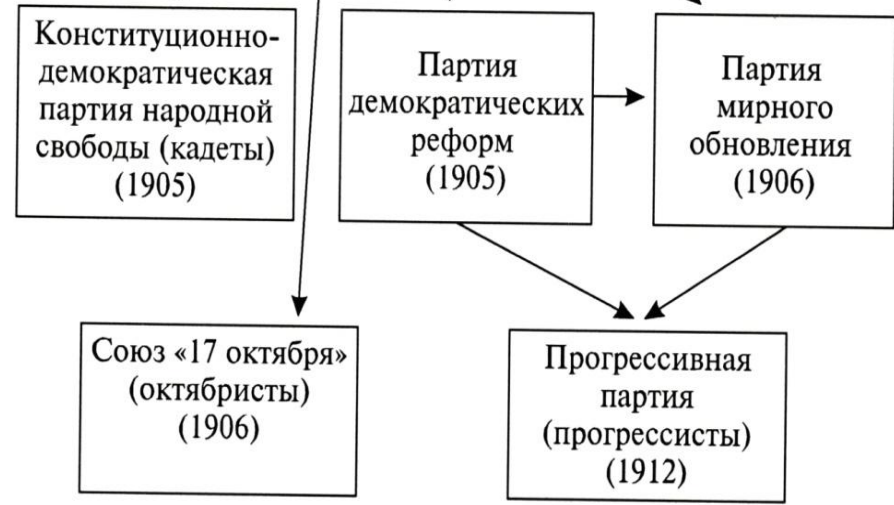 Конституционно-
демократическая
партия народной
свободы (кадеты)
(1905)
Партия
демократических
реформ
(1905)
Партия
мирного
обновления
(1906)
Союз «17 октября»
(октябристы)
(1906)
Прогрессивная
партия
(прогрессисты)
(1912)